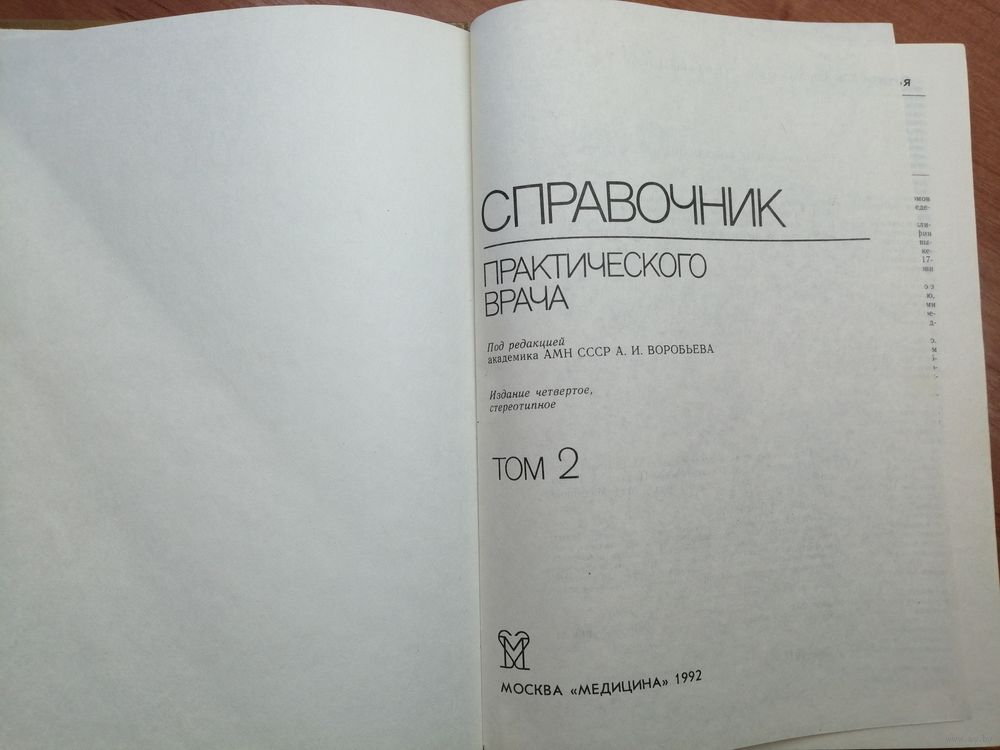 СПРАВОЧНИК
ПРАКТИЧЕСКОГО
ВРАЧА
Под редакцией
академика АМН СССР А. И. ВОРОБЬЕВА
Издание четвертое,
стереотипное
ТОМ 2
МОСКВА «МЕДИЦИНА» 1992